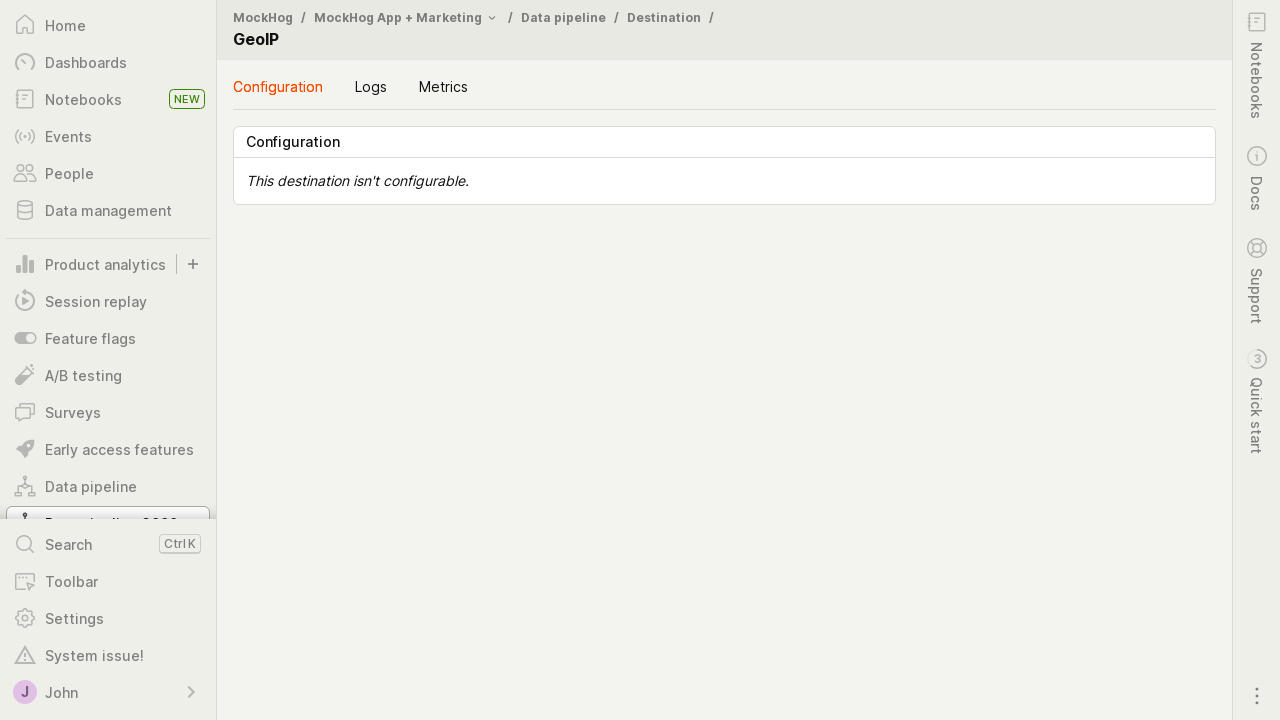 Home
Dashboards
Notebooks NEW
Events
People
Data management
Product analytics
Session replay
Feature flags
A/B testing
Surveys
Early access features
Data pipeline
Search Ctrl K
Toolbar
Settings
System issue!
J John
MockHog / MockHog App + Marketing / Data pipeline / Destination /
GeoIP
Configuration Logs Metrics
Configuration
This destination isn't configurable.
Notebooks
Docs
Support
3 Quick start